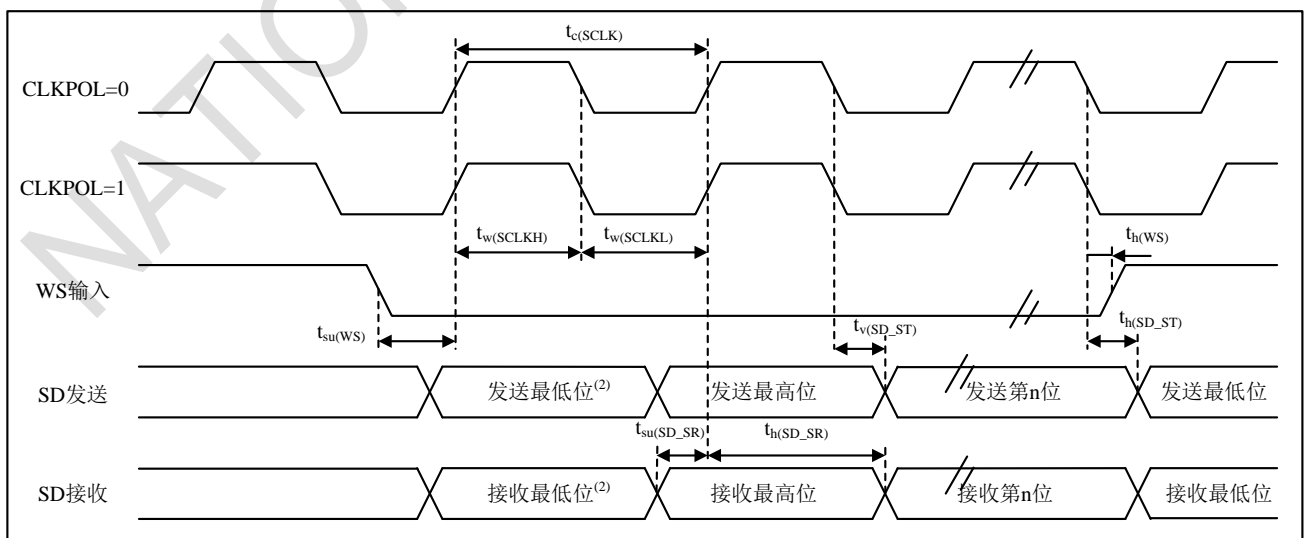 NATION
t_c(SCLK)
CLKPOL=0
CLKPOL=1
t_w(SCLKH) t_w(SCLKL) t_h(WS)
WS输入
t_su(WS) t_v(SD_ST) t_h(SD_ST)
SD发送 发送最低位(2) 发送最高位 发送第n位 发送最低位
t_su(SD_SR) t_h(SD_SR)
SD接收 接收最低位(2) 接收最高位 接收第n位 接收最低位